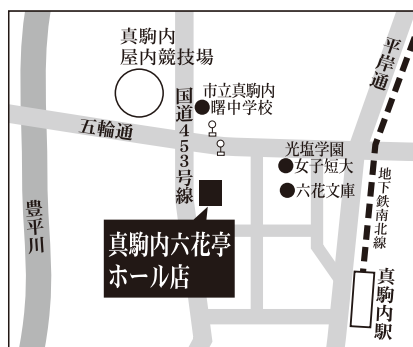 真駒内
屋内競技場
市立真駒内
曙中学校
国道453号線
五輪通
平岸通
光塩学園
女子短大
六花文庫
地下鉄南北線
豊平川
真駒内六花亭
ホール店
真駒内駅